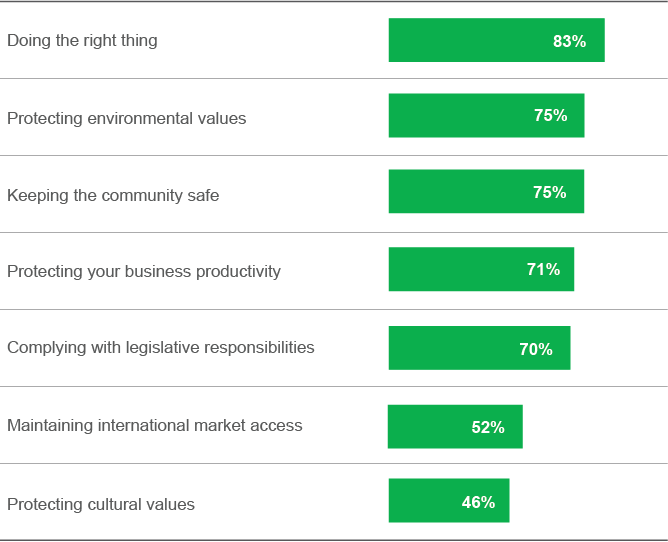 Doing the right thing 83%
Protecting environmental values 75%
Keeping the community safe 75%
Protecting your business productivity 71%
Complying with legislative responsibilities 70%
Maintaining international market access 52%
Protecting cultural values 46%